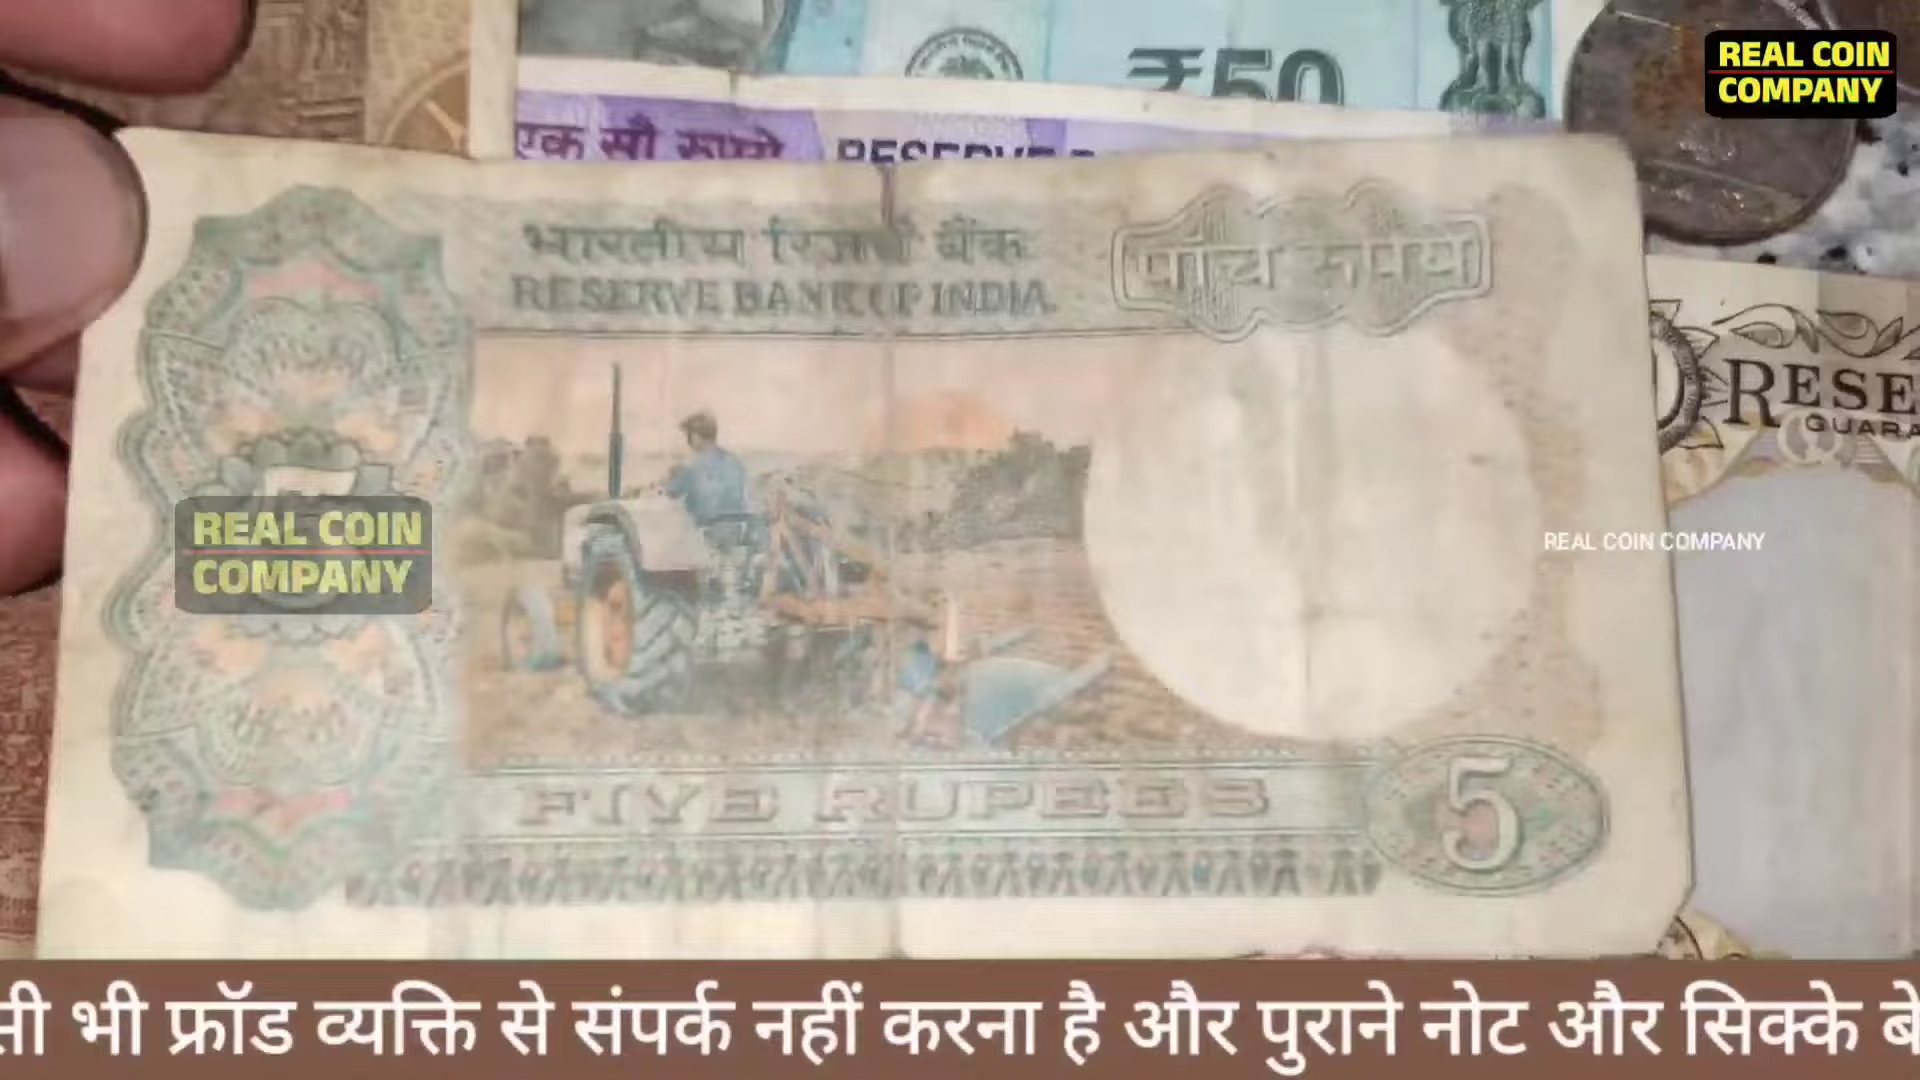 REAL COIN
COMPANY
₹50
एक सौ रूपये
भारतीय रिज़र्व बैंक
RESERVE BANK OF INDIA
पाँच रुपये
RESE
GUARA
REAL COIN
COMPANY
REAL COIN COMPANY
FIVE RUPEES
5
सी भी फ्रॉड व्यक्ति से संपर्क नहीं करना है और पुराने नोट और सिक्के बे